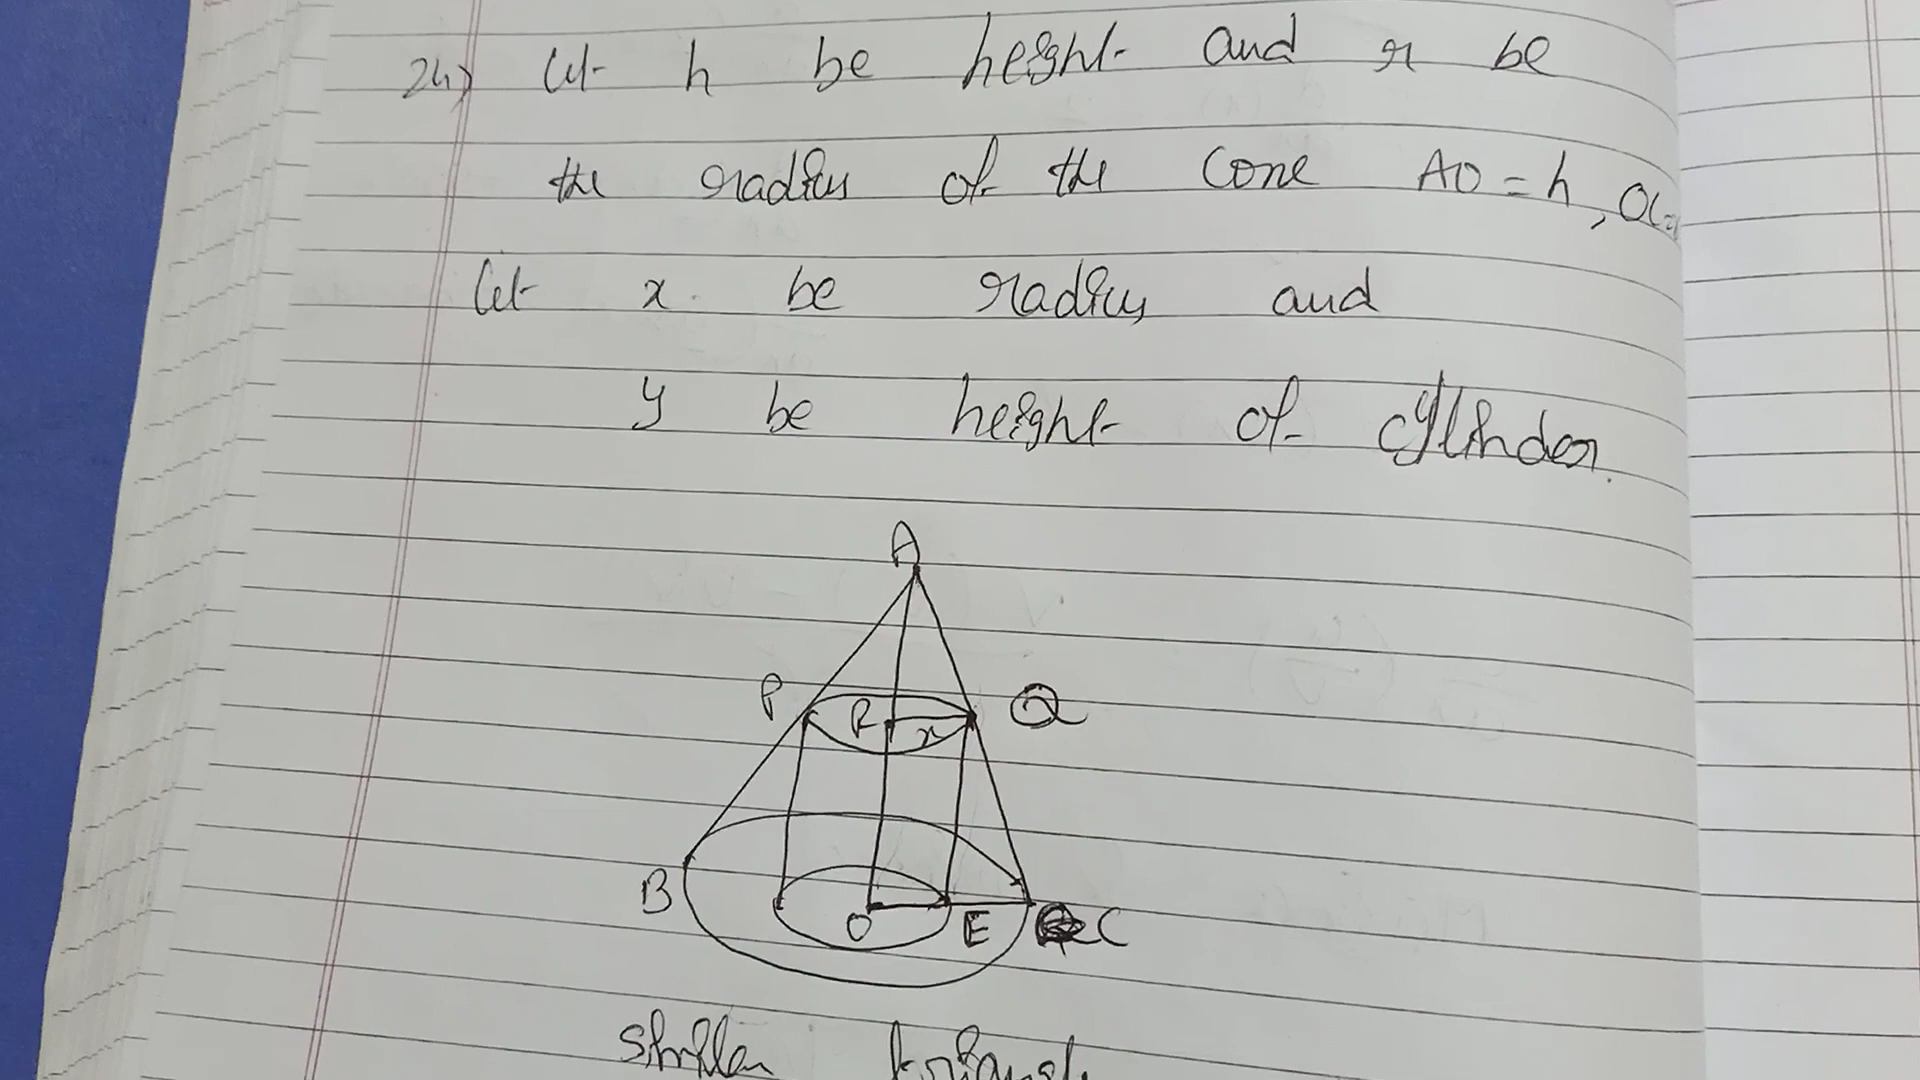 24) Let h be height and r be
the radius of the cone AO = h, OC =
Let x be radius and
y be height of cylinder.
A
P R x Q
B O E C